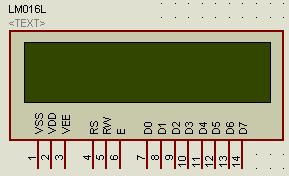 LM016L
<TEXT>
VSS VDD VEE RS RW E D0 D1 D2 D3 D4 D5 D6 D7
1 2 3 4 5 6 7 8 9 10 11 12 13 14